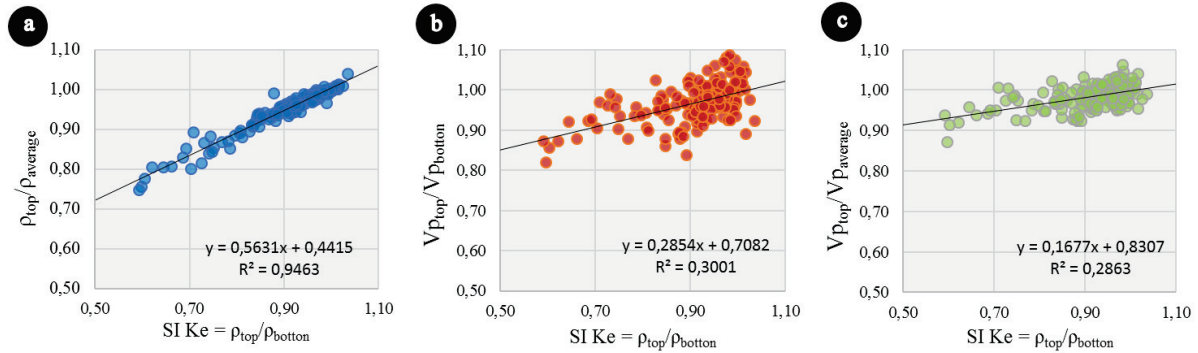 a
1,10
1,00
0,90
0,80
0,70
0,60
0,50
ρtop/ρaverage
y = 0,5631x + 0,4415
R² = 0,9463
0,50 0,70 0,90 1,10
SI Ke = ρtop/ρbotton
b
1,10
1,00
0,90
0,80
0,70
0,60
0,50
Vptop/Vpbottom
y = 0,2854x + 0,7082
R² = 0,3001
0,50 0,70 0,90 1,10
SI Ke = ρtop/ρbotton
c
1,10
1,00
0,90
0,80
0,70
0,60
0,50
Vptop/Vpaverage
y = 0,1677x + 0,8307
R² = 0,2863
0,50 0,70 0,90 1,10
SI Ke = ρtop/ρbotton